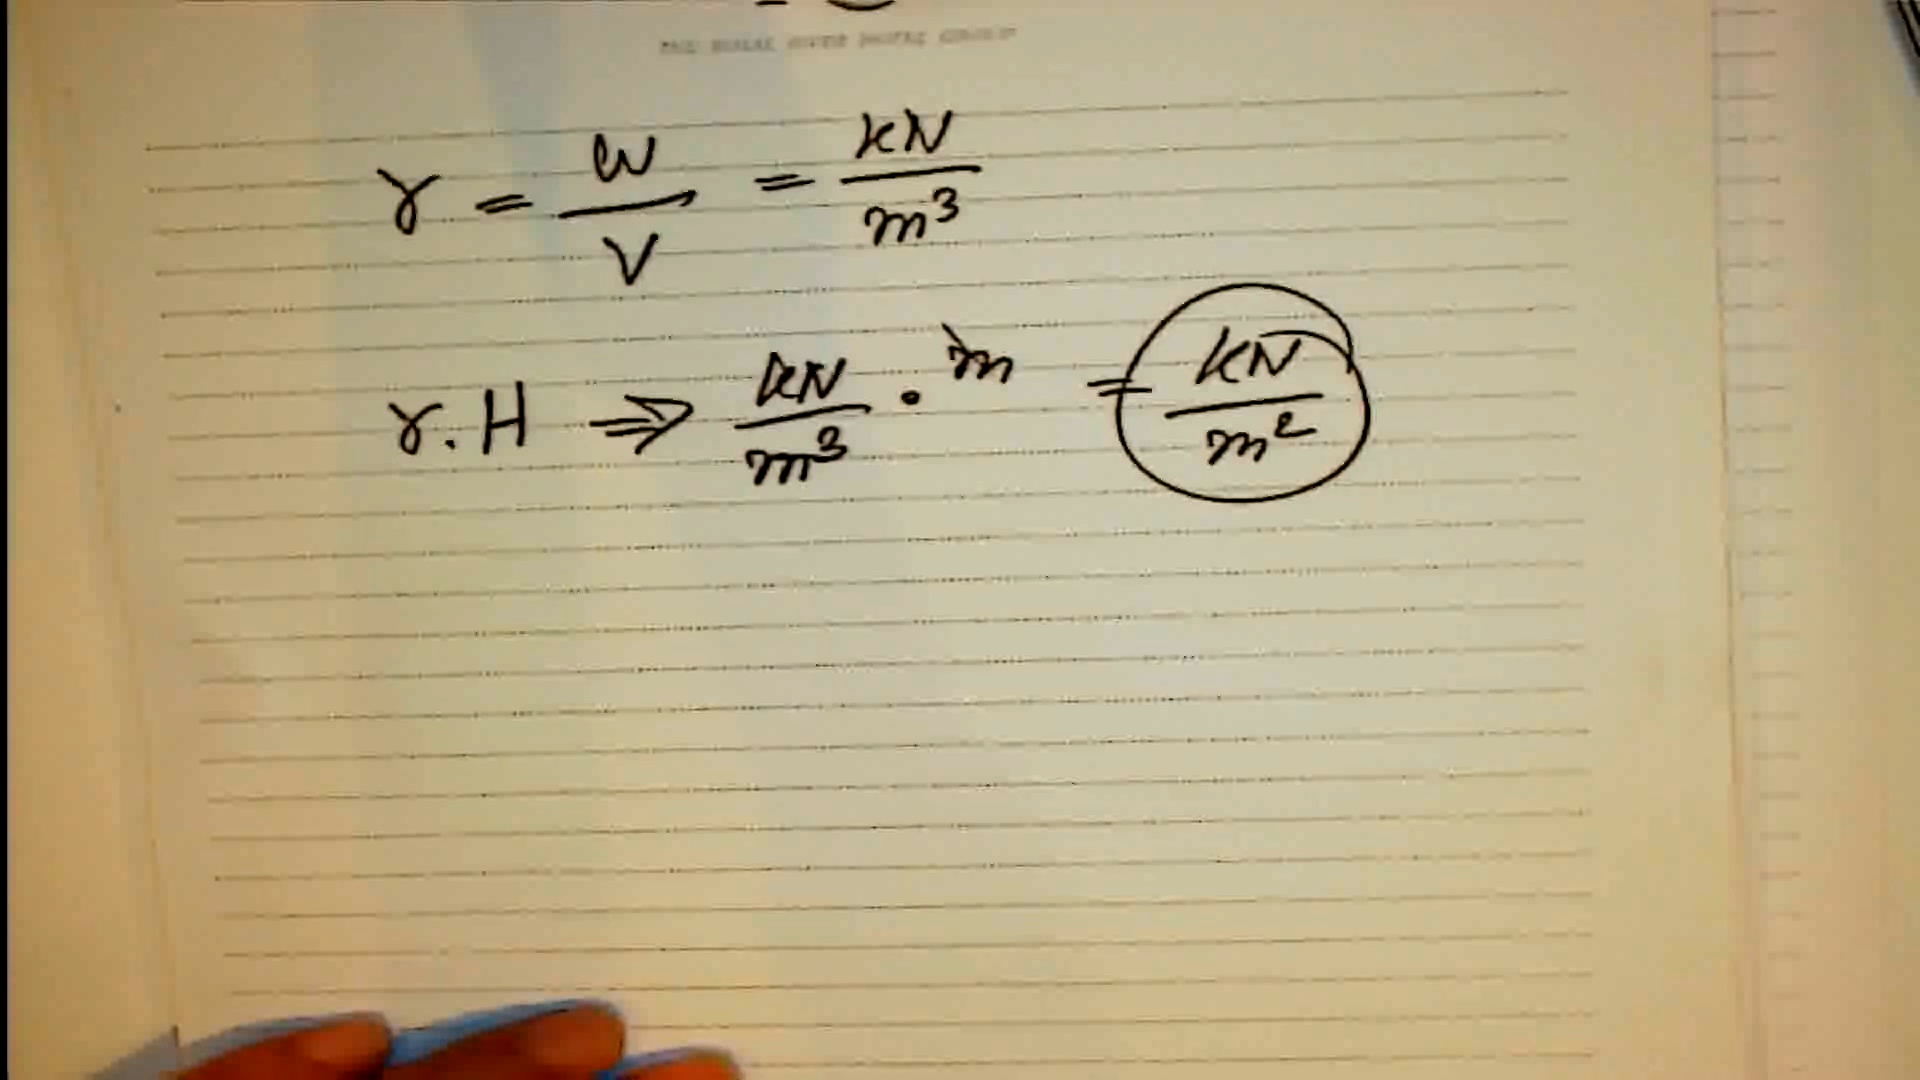 γ = W/V = kN/m³
γ.H ⇒ kN/m³ . m = kN/m²